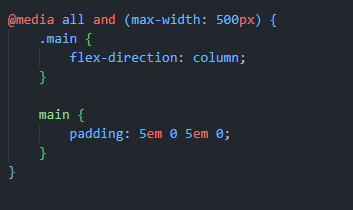 @media all and (max-width: 500px) {
    .main {
        flex-direction: column;
    }

    main {
        padding: 5em 0 5em 0;
    }
}